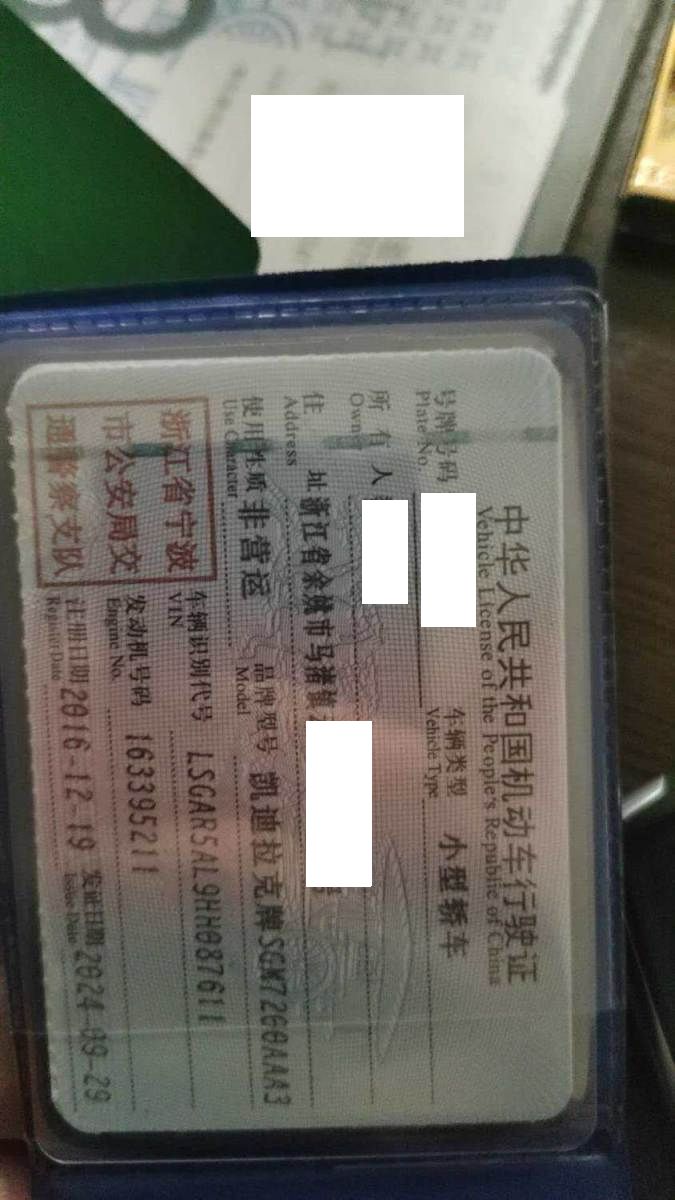 中华人民共和国机动车行驶证
Vehicle License of the People's Republic of China
号牌号码
Plate No.
车辆类型 小型轿车
Vehicle Type
所有人
Owner
住 址 浙江省余姚市马渚镇
Address
使用性质 非营运
Use Character
品牌型号 凯迪拉克牌SGM7260AAA3
Model
浙江省宁波
市公安局交
通警察支队
车辆识别代号 LSGAR5AL9HH087611
VIN
发动机号码 163395211
Engine No.
注册日期 2016-12-19
Register Date
发证日期 2024-09-29
Issue Date